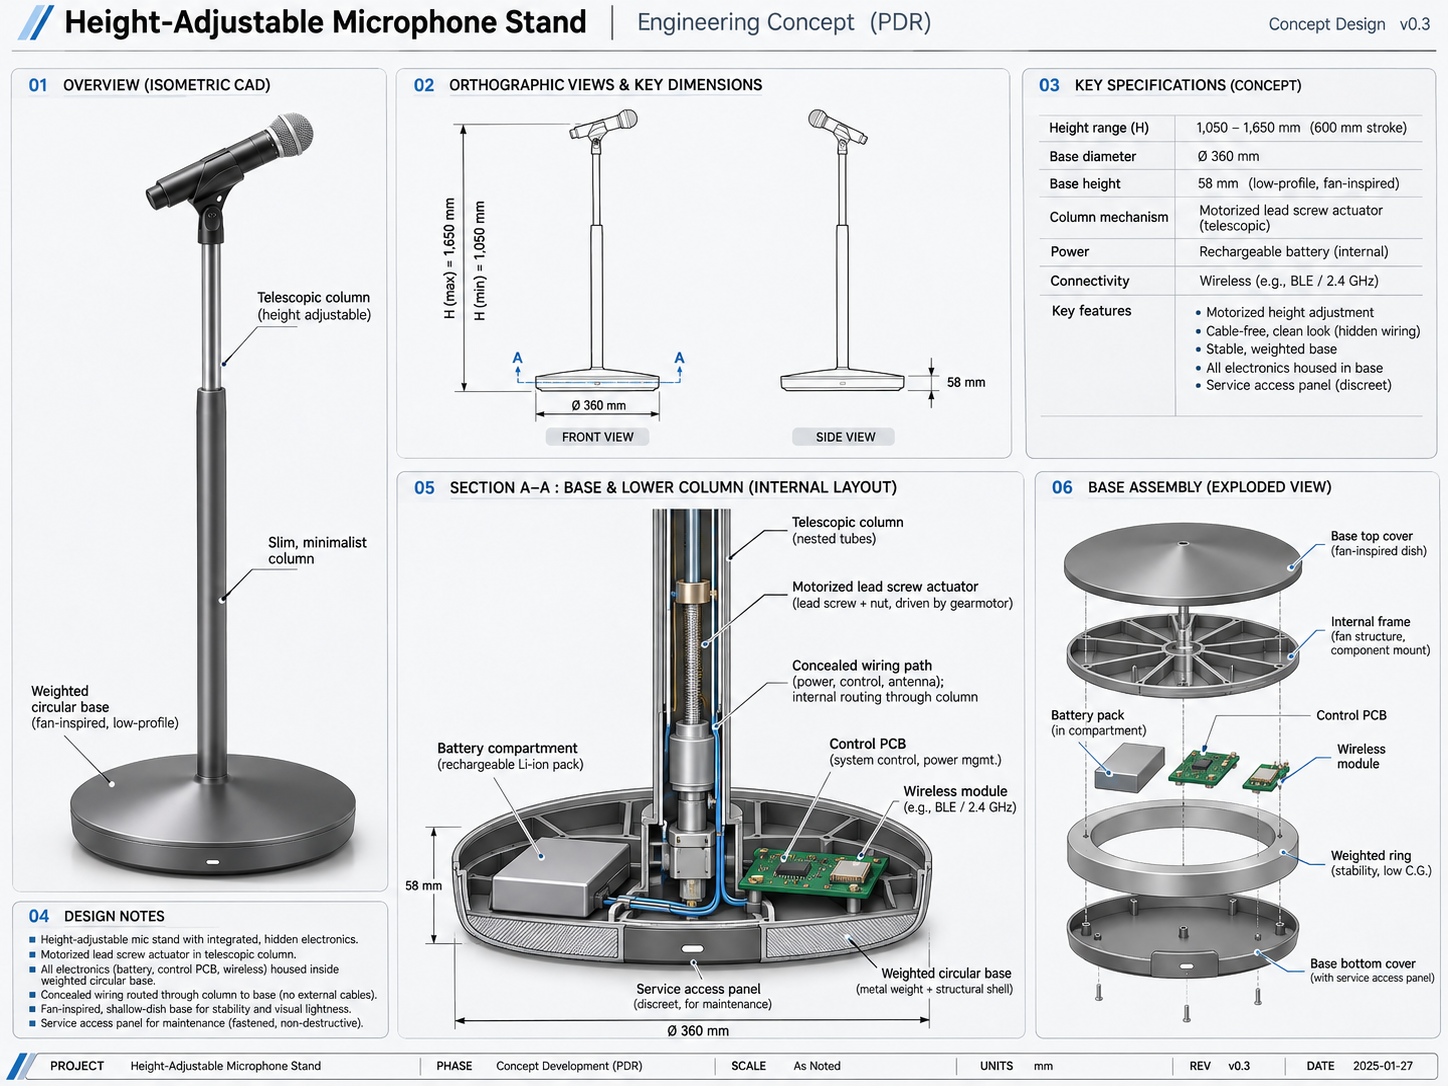 Height-Adjustable Microphone Stand
Engineering Concept (PDR)
Concept Design v0.3
01 OVERVIEW (ISOMETRIC CAD)
Telescopic column
(height adjustable)
Slim, minimalist
column
Weighted
circular base
(fan-inspired, low-profile)
02 ORTHOGRAPHIC VIEWS & KEY DIMENSIONS
H (max) = 1,650 mm
H (min) = 1,050 mm
A
A
Ø 360 mm
FRONT VIEW
58 mm
SIDE VIEW
03 KEY SPECIFICATIONS (CONCEPT)
Height range (H) 1,050 – 1,650 mm (600 mm stroke)
Base diameter Ø 360 mm
Base height 58 mm (low-profile, fan-inspired)
Column mechanism Motorized lead screw actuator
(telescopic)
Power Rechargeable battery (internal)
Connectivity Wireless (e.g., BLE / 2.4 GHz)
Key features • Motorized height adjustment
• Cable-free, clean look (hidden wiring)
• Stable, weighted base
• All electronics housed in base
• Service access panel (discreet)
04 DESIGN NOTES
■ Height-adjustable mic stand with integrated, hidden electronics.
■ Motorized lead screw actuator in telescopic column.
■ All electronics (battery, control PCB, wireless) housed inside
weighted circular base.
■ Concealed wiring routed through column to base (no external cables).
■ Fan-inspired, shallow-dish base for stability and visual lightness.
■ Service access panel for maintenance (fastened, non-destructive).
05 SECTION A–A : BASE & LOWER COLUMN (INTERNAL LAYOUT)
Telescopic column
(nested tubes)
Motorized lead screw actuator
(lead screw + nut, driven by gearmotor)
Concealed wiring path
(power, control, antenna);
internal routing through column
Battery compartment
(rechargeable Li-ion pack)
Control PCB
(system control, power mgmt.)
Wireless module
(e.g., BLE / 2.4 GHz)
58 mm
Service access panel
(discreet, for maintenance)
Weighted circular base
(metal weight + structural shell)
Ø 360 mm
06 BASE ASSEMBLY (EXPLODED VIEW)
Base top cover
(fan-inspired dish)
Internal frame
(fan structure,
component mount)
Battery pack
(in compartment)
Control PCB
Wireless
module
Weighted ring
(stability, low C.G.)
Base bottom cover
(with service access panel)
PROJECT Height-Adjustable Microphone Stand
PHASE Concept Development (PDR)
SCALE As Noted
UNITS mm
REV v0.3
DATE 2025-01-27